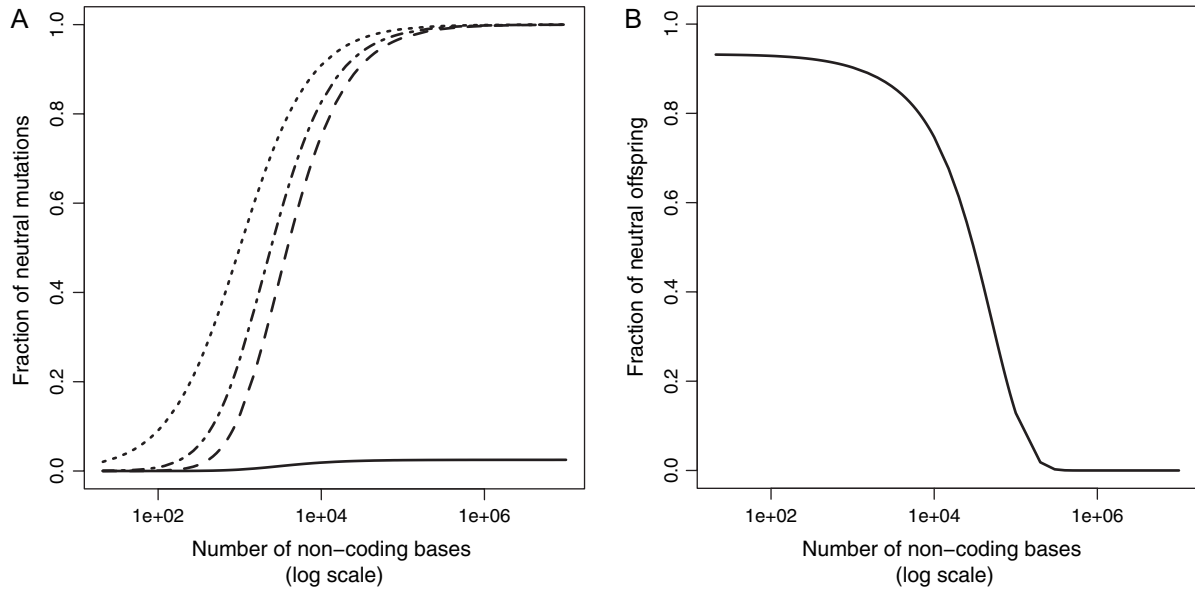 A
Fraction of neutral mutations
1.0
0.8
0.6
0.4
0.2
0.0
1e+02
1e+04
1e+06
Number of non−coding bases
(log scale)
B
Fraction of neutral offspring
1.0
0.8
0.6
0.4
0.2
0.0
1e+02
1e+04
1e+06
Number of non−coding bases
(log scale)